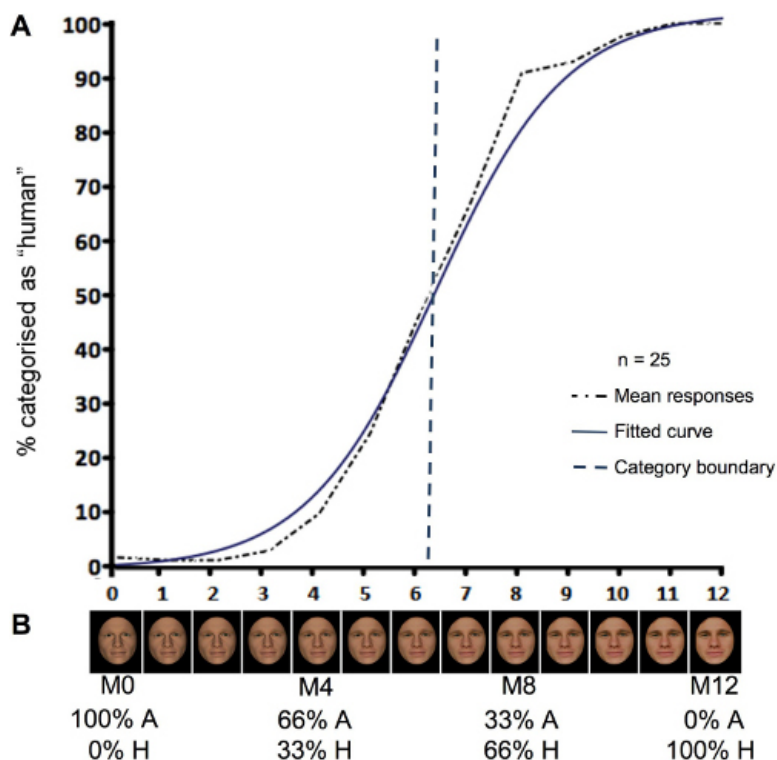 A
% categorised as "human"
100
90
80
70
60
50
40
30
20
10
0
n = 25
Mean responses
Fitted curve
Category boundary
0 1 2 3 4 5 6 7 8 9 10 11 12
B
M0 M4 M8 M12
100% A 66% A 33% A 0% A
0% H 33% H 66% H 100% H